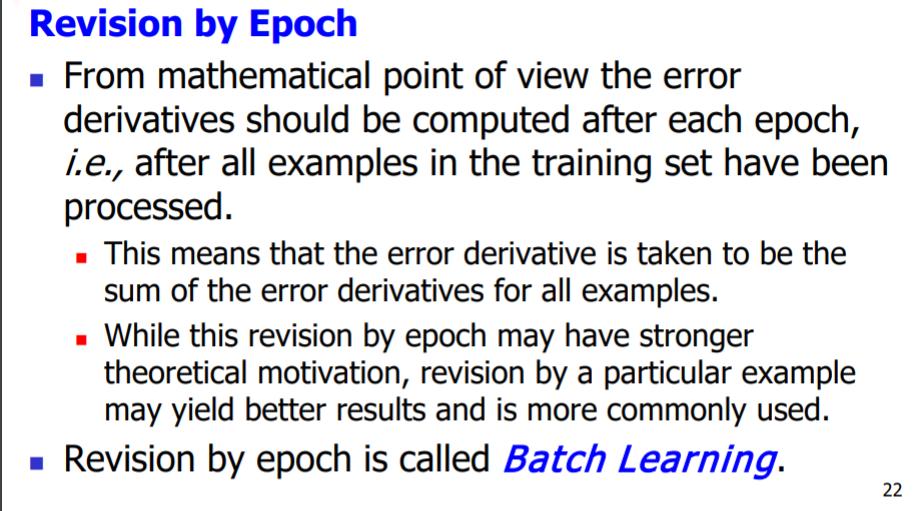 Revision by Epoch
From mathematical point of view the error
derivatives should be computed after each epoch,
i.e., after all examples in the training set have been
processed.
This means that the error derivative is taken to be the
sum of the error derivatives for all examples.
While this revision by epoch may have stronger
theoretical motivation, revision by a particular example
may yield better results and is more commonly used.
Revision by epoch is called Batch Learning.
22